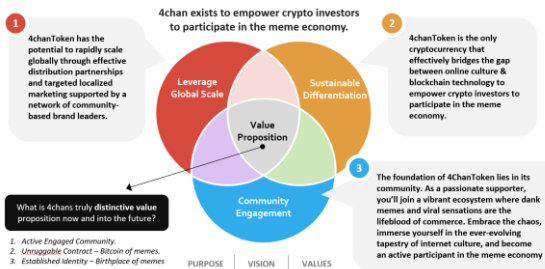 4chan exists to empower crypto investors
to participate in the meme economy.
1
4chanToken has the
potential to rapidly scale
globally through effective
distribution partnerships
and targeted localized
marketing supported by a
network of community-
based brand leaders.
Leverage
Global Scale
Sustainable
Differentiation
Value
Proposition
Community
Engagement
2
4chanToken is the only
cryptocurrency that
effectively bridges the gap
between online culture &
blockchain technology to
empower crypto investors to
participate in the meme
economy.
3
The foundation of 4ChanToken lies in its
community. As a passionate supporter,
you'll join a vibrant ecosystem where dank
memes and viral sensations are the
lifeblood of commerce. Embrace the chaos,
immerse yourself in the ever-evolving
tapestry of internet culture, and become
an active participant in the meme economy
What is 4chans truly distinctive value
proposition now and into the future?
1. Active Engaged Community.
2. Unruggable Contract – Bitcoin of memes.
3. Established Identity – Birthplace of memes
PURPOSE | VISION | VALUES